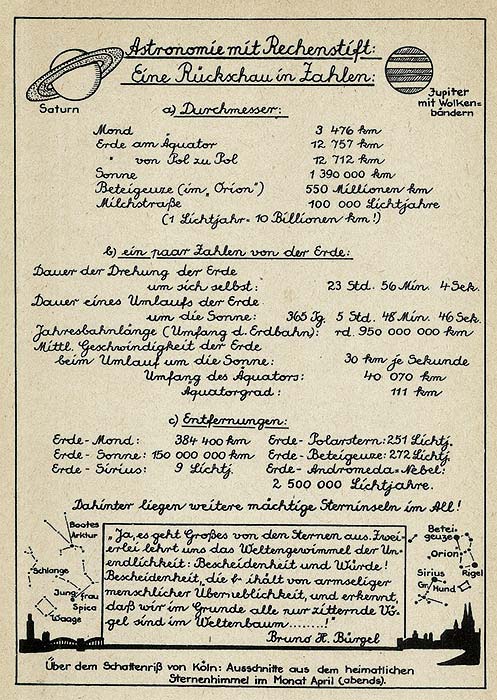 Astronomie mit Rechenstift:
Eine Rückschau in Zahlen:
Saturn
Jupiter
mit Wolken=
bändern
a) Durchmesser:
Mond 3 476 km
Erde am Äquator 12 757 km
" von Pol zu Pol 12 712 km
Sonne 1 390 000 km
Beteigeuze (im „Orion") 550 Millionen km
Milchstraße 100 000 Lichtjahre
(1 Lichtjahr = 10 Billionen km!)
b) ein paar Zahlen von der Erde:
Dauer der Drehung der Erde
um sich selbst: 23 Std. 56 Min. 4 Sek.
Dauer eines Umlaufs der Erde
um die Sonne: 365 Tg. 5 Std. 48 Min. 46 Sek.
Jahresbahnlänge (Umfang d. Erdbahn): rd. 950 000 000 km
Mittl. Geschwindigkeit der Erde
beim Umlauf um die Sonne: 30 km je Sekunde
Umfang des Äquators: 40 070 km
Äquatorgrad: 111 km
c) Entfernungen:
Erde - Mond: 384 400 km Erde - Polarstern: 251 Lichtj.
Erde - Sonne: 150 000 000 km Erde - Beteigeuze: 272 Lichtj.
Erde - Sirius: 9 Lichtj. Erde - Andromeda=Nebel:
2 500 000 Lichtjahre.
Dahinter liegen weitere mächtige Sterninseln im All!
Bootes
Arktur
Schlange
Jung frau
Spica
Waage
„Ja, es geht Großes von den Sternen aus. Zwei-
erlei lehrt uns das Weltengewimmel der Un-
endlichkeit: Bescheidenheit und Würde!
Bescheidenheit, die uns abhält von armseliger
menschlicher Überheblichkeit, und erkennt,
daß wir im Grunde alle nur zitternde Vö-
gel sind im Weltenbaum........!"
Bruno H. Bürgel
Betei-
geuze
Orion
Rigel
Sirius
Gr. Hund
Über dem Schattenriß von Köln: Ausschnitte aus dem heimatlichen
Sternenhimmel im Monat April (abends).